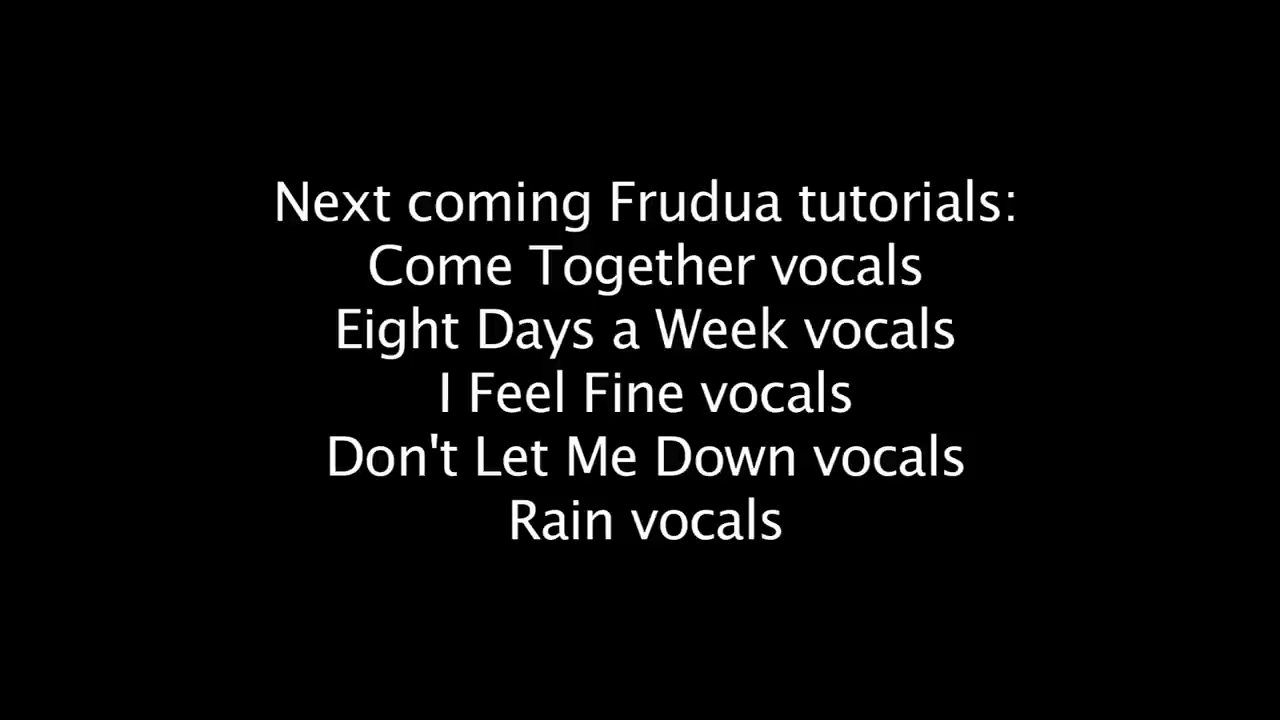 Next coming Frudua tutorials:
Come Together vocals
Eight Days a Week vocals
I Feel Fine vocals
Don't Let Me Down vocals
Rain vocals